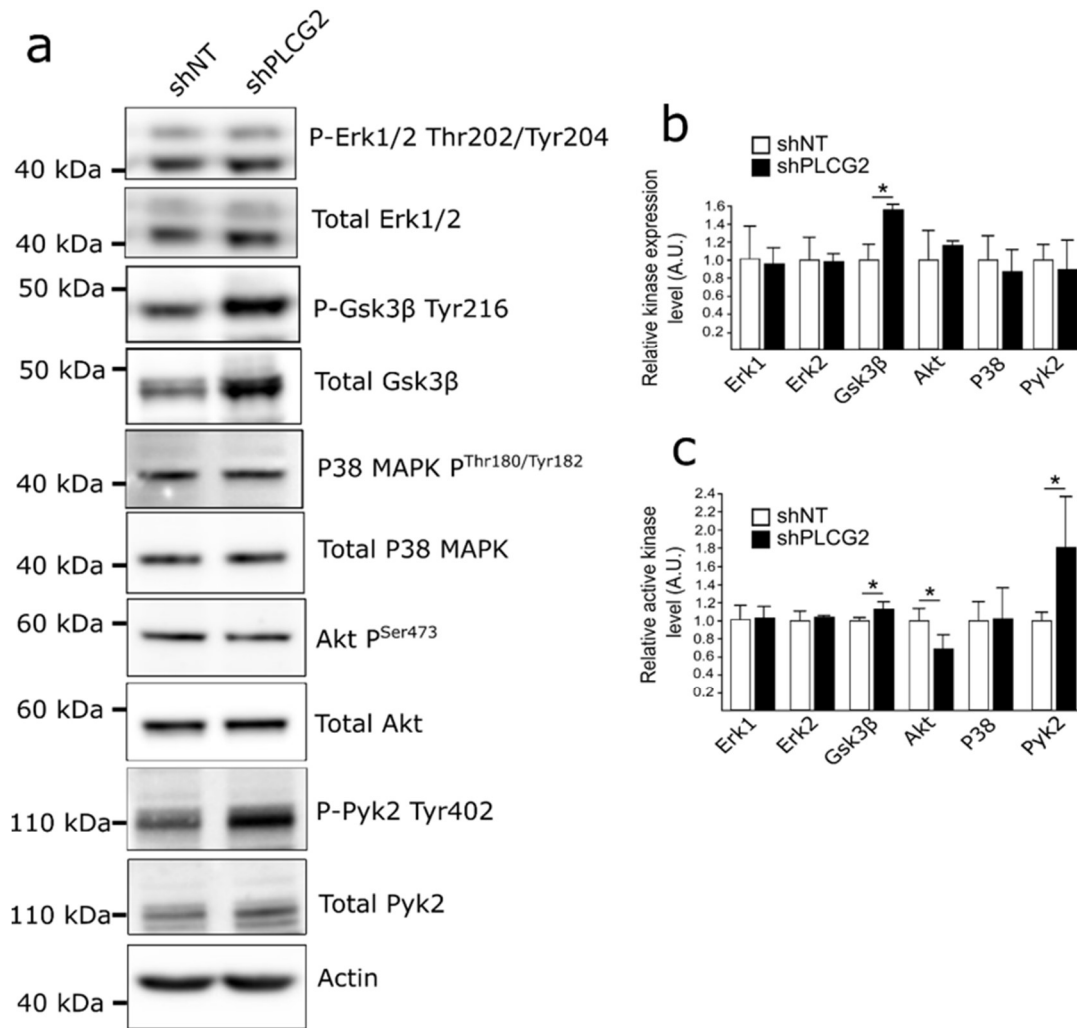 a
shNT
shPLCG2
P-Erk1/2 Thr202/Tyr204
40 kDa
Total Erk1/2
40 kDa
50 kDa
P-Gsk3β Tyr216
50 kDa
Total Gsk3β
P38 MAPK PThr180/Tyr182
40 kDa
Total P38 MAPK
40 kDa
60 kDa
Akt PSer473
60 kDa
Total Akt
P-Pyk2 Tyr402
110 kDa
Total Pyk2
110 kDa
Actin
40 kDa
b
shNT
shPLCG2
Relative kinase expression
level (A.U.)
1.6
1.4
1.2
1.0
0.8
0.6
0.4
0.2
*
Erk1
Erk2
Gsk3β
Akt
P38
Pyk2
c
shNT
shPLCG2
Relative active kinase
level (A.U.)
2.4
2.2
2.0
1.8
1.6
1.4
1.2
1.0
0.8
0.6
0.4
0.2
*
*
*
Erk1
Erk2
Gsk3β
Akt
P38
Pyk2